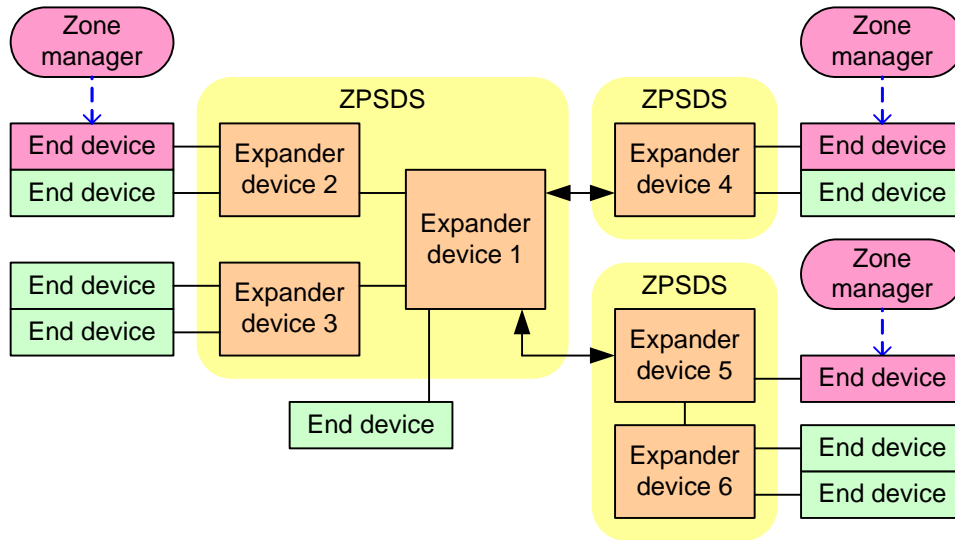 Zone
manager
Zone
manager
ZPSDS
ZPSDS
End device
End device
Expander
device 2
Expander
device 1
Expander
device 4
End device
End device
End device
End device
Expander
device 3
ZPSDS
Zone
manager
Expander
device 5
End device
End device
Expander
device 6
End device
End device